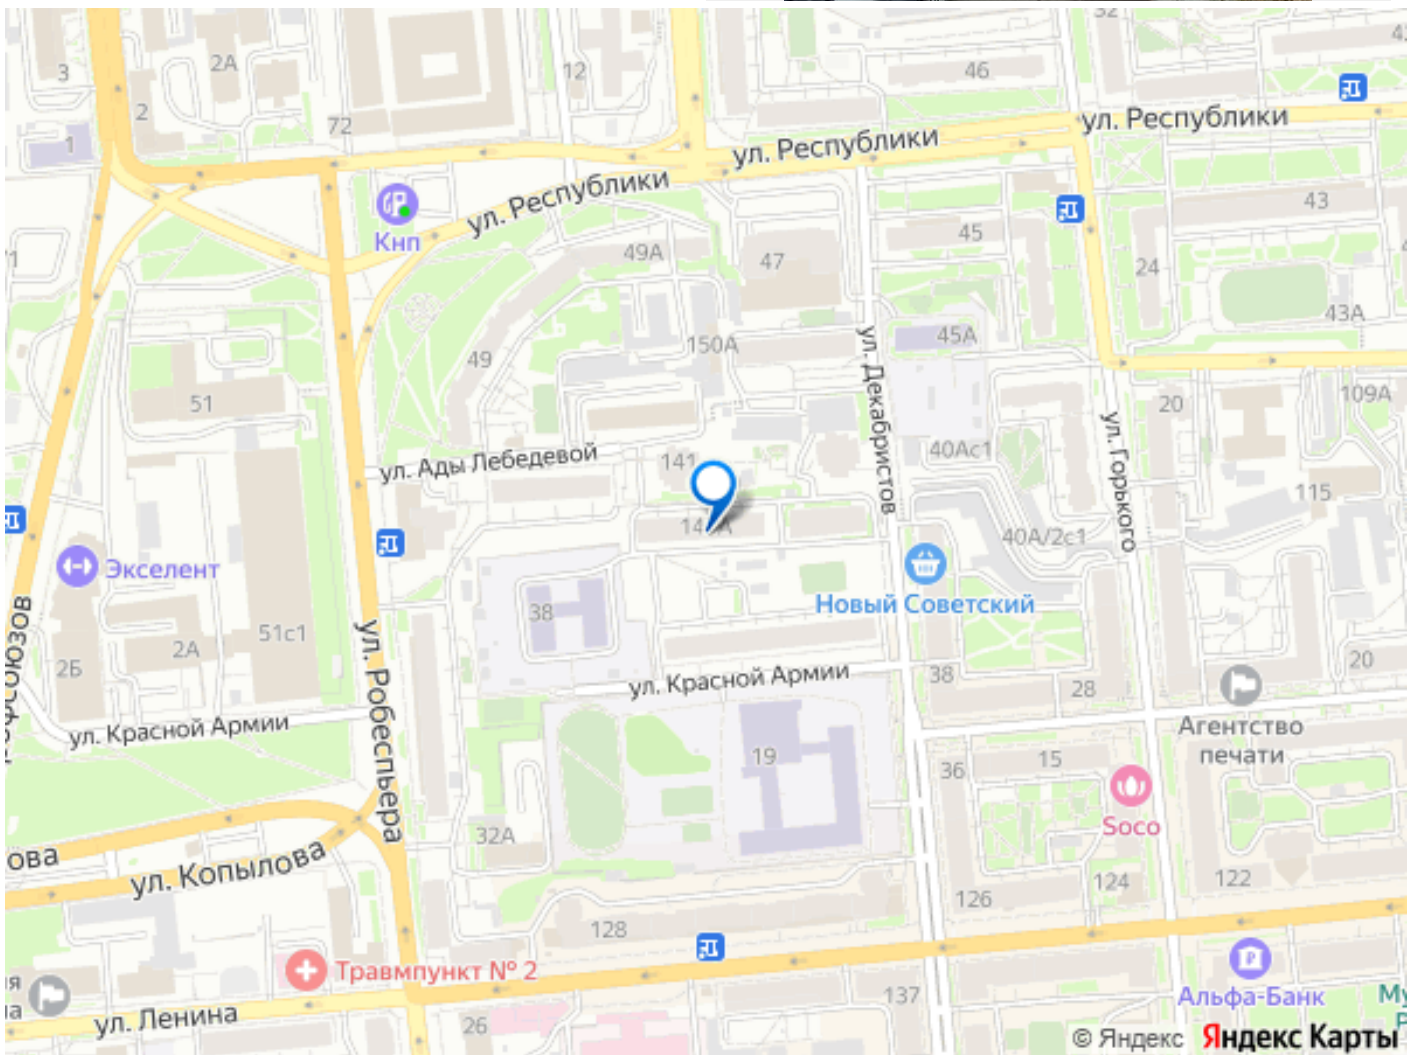 32
3
2А
2
1
72
12
46
ул. Республики
ул. Республики
ул. Республики
Кнп
49А
47
45
43
24
43А
150А
45А
49
51
ул. Декабристов
20
109А
ул. Горького
ул. Ады Лебедевой
141
40Ас1
115
40А/2с1
Экселент
Новый Советский
38
51с1
2А
2Б
ул. Робеспьера
ул. Красной Армии
38
28
20
ул. Красной Армии
Агентство
печати
19
36
15
Soco
32А
ова
ул. Копылова
126
124
122
128
Травмпункт № 2
137
Альфа-Банк
ул. Ленина
26
© Яндекс Яндекс Карты